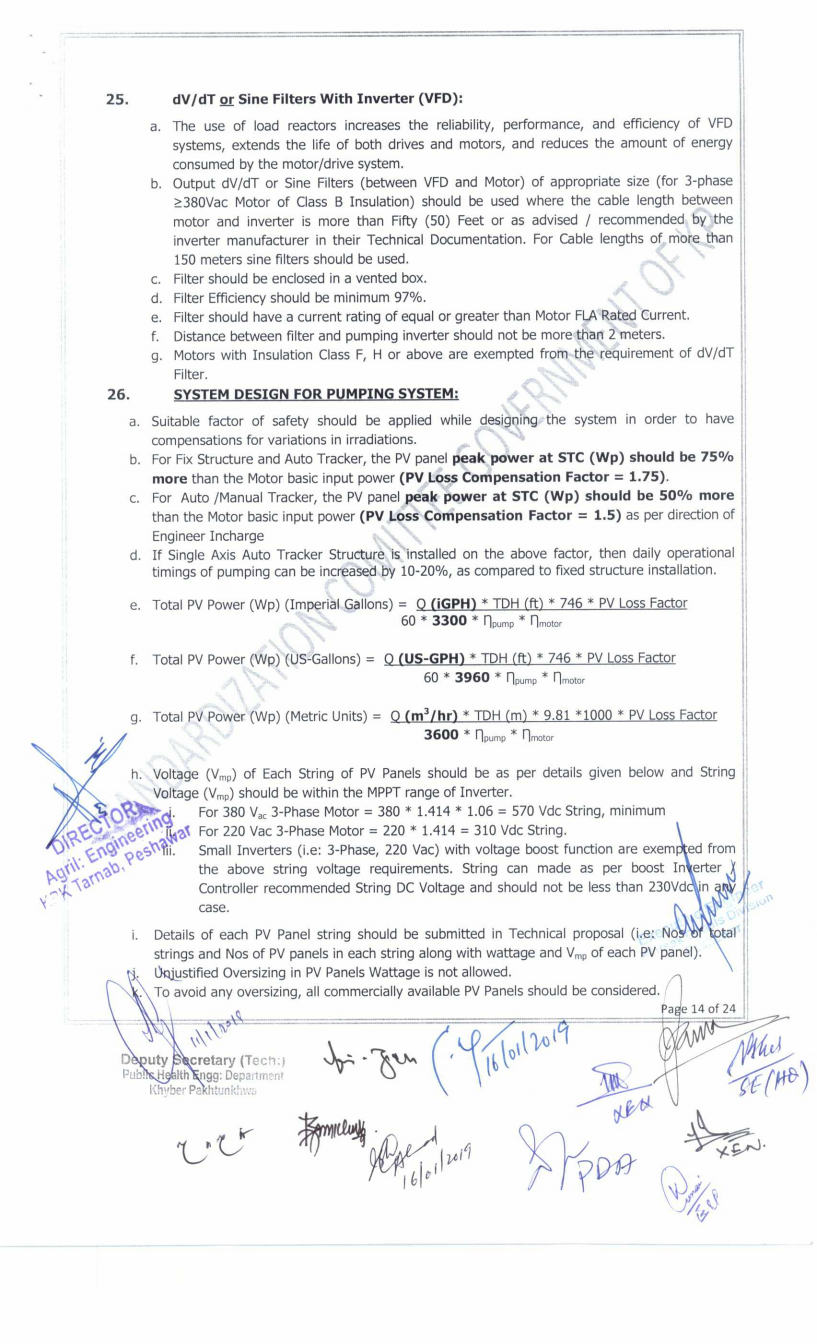 25. dV/dT or Sine Filters With Inverter (VFD):
a. The use of load reactors increases the reliability, performance, and efficiency of VFD
systems, extends the life of both drives and motors, and reduces the amount of energy
consumed by the motor/drive system.
b. Output dV/dT or Sine Filters (between VFD and Motor) of appropriate size (for 3-phase
≥380Vac Motor of Class B Insulation) should be used where the cable length between
motor and inverter is more than Fifty (50) Feet or as advised / recommended by the
inverter manufacturer in their Technical Documentation. For Cable lengths of more than
150 meters sine filters should be used.
c. Filter should be enclosed in a vented box.
d. Filter Efficiency should be minimum 97%.
e. Filter should have a current rating of equal or greater than Motor FLA Rated Current.
f. Distance between filter and pumping inverter should not be more than 2 meters.
g. Motors with Insulation Class F, H or above are exempted from the requirement of dV/dT
Filter.
26. SYSTEM DESIGN FOR PUMPING SYSTEM:
a. Suitable factor of safety should be applied while designing the system in order to have
compensations for variations in irradiations.
b. For Fix Structure and Auto Tracker, the PV panel peak power at STC (Wp) should be 75%
more than the Motor basic input power (PV Loss Compensation Factor = 1.75).
c. For Auto /Manual Tracker, the PV panel peak power at STC (Wp) should be 50% more
than the Motor basic input power (PV Loss Compensation Factor = 1.5) as per direction of
Engineer Incharge
d. If Single Axis Auto Tracker Structure is installed on the above factor, then daily operational
timings of pumping can be increased by 10-20%, as compared to fixed structure installation.
e. Total PV Power (Wp) (Imperial Gallons) = Q (iGPH) * TDH (ft) * 746 * PV Loss Factor
60 * 3300 * Ƞpump * Ƞmotor
f. Total PV Power (Wp) (US-Gallons) = Q (US-GPH) * TDH (ft) * 746 * PV Loss Factor
60 * 3960 * Ƞpump * Ƞmotor
g. Total PV Power (Wp) (Metric Units) = Q (m³/hr) * TDH (m) * 9.81 *1000 * PV Loss Factor
3600 * Ƞpump * Ƞmotor
h. Voltage (Vmp) of Each String of PV Panels should be as per details given below and String
Voltage (Vmp) should be within the MPPT range of Inverter.
i. For 380 Vac 3-Phase Motor = 380 * 1.414 * 1.06 = 570 Vdc String, minimum
ii. For 220 Vac 3-Phase Motor = 220 * 1.414 = 310 Vdc String.
iii. Small Inverters (i.e: 3-Phase, 220 Vac) with voltage boost function are exempted from
the above string voltage requirements. String can made as per boost Inverter /
Controller recommended String DC Voltage and should not be less than 230Vdc in any
case.
i. Details of each PV Panel string should be submitted in Technical proposal (i.e: Nos of total
strings and Nos of PV panels in each string along with wattage and Vmp of each PV panel).
j. Unjustified Oversizing in PV Panels Wattage is not allowed.
k. To avoid any oversizing, all commercially available PV Panels should be considered.
Page 14 of 24
STANDARDIZATION COMITTEE GOVERNMENT OF KP
DIRECTOR
Agril: Engineering
KPK Tarnab, Peshawar
Division
11/1/2019
Deputy Secretary (Tech:)
Public Health Engg: Department
Khyber Pakhtunkhwa
16/01/2019
XEN
SE (HQ)
16/01/2019
PDA
XEN.